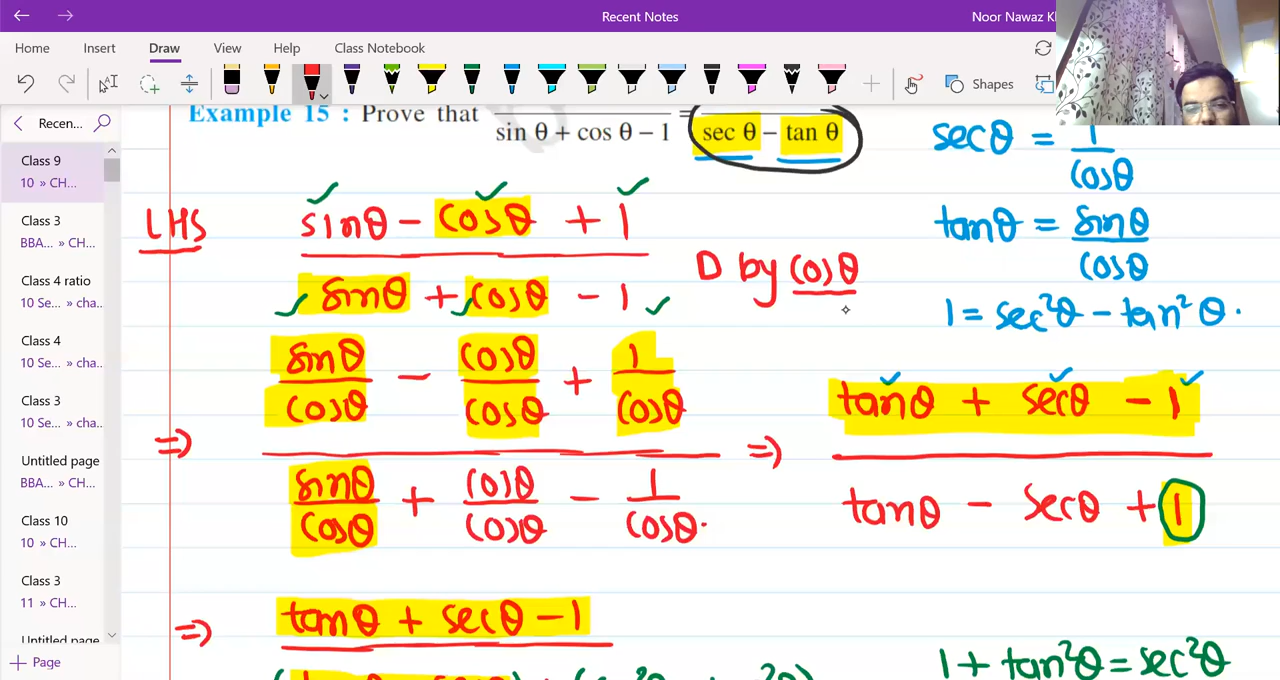 Recent Notes
Noor Nawaz Kh
Home Insert Draw View Help Class Notebook
Shapes
Recen...
Class 9
10 » CH...
Class 3
BBA... » CH...
Class 4 ratio
10 Se... » cha...
Class 4
10 Se... » cha...
Class 3
10 Se... » cha...
Untitled page
BBA... » CH...
Class 10
10 » CH...
Class 3
11 » CH...
Untitled page
Page
Example 15 : Prove that
sin θ + cos θ − 1 = sec θ − tan θ
secθ = 1/cosθ
tanθ = sinθ/cosθ
1 = sec²θ − tan²θ.
LHS
sinθ − cosθ + 1
sinθ + cosθ − 1
D by cosθ
⇒ sinθ/cosθ − cosθ/cosθ + 1/cosθ
sinθ/cosθ + cosθ/cosθ − 1/cosθ.
⇒ tanθ + secθ − 1
tanθ − secθ + 1
⇒ tanθ + secθ − 1
1 + tan²θ = sec²θ